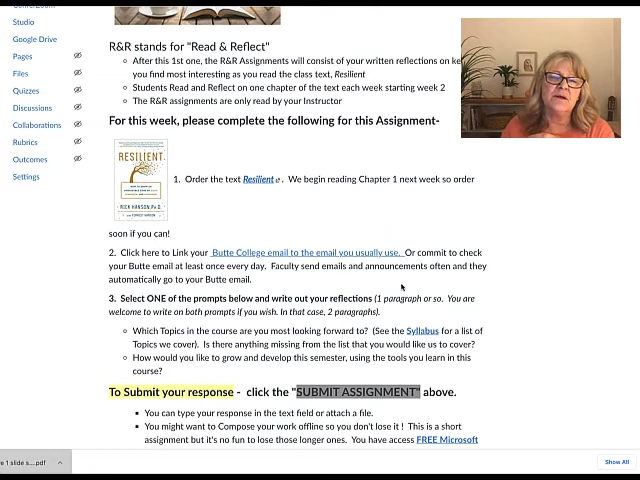 Studio
Google Drive
Pages
Files
Quizzes
Discussions
Collaborations
Rubrics
Outcomes
Settings
R&R stands for "Read & Reflect"
After this 1st one, the R&R Assignments will consist of your written reflections on ke
you find most interesting as you read the class text, Resilient
Students Read and Reflect on one chapter of the text each week starting week 2
The R&R assignments are only read by your Instructor
For this week, please complete the following for this Assignment-
RESILIENT
RICK HANSON, Ph.D.
1. Order the text Resilient . We begin reading Chapter 1 next week so order
soon if you can!
2. Click here to Link your Butte College email to the email you usually use. Or commit to check
your Butte email at least once every day. Faculty send emails and announcements often and they
automatically go to your Butte email.
3. Select ONE of the prompts below and write out your reflections (1 paragraph or so. You are
welcome to write on both prompts if you wish. In that case, 2 paragraphs).
Which Topics in the course are you most looking forward to? (See the Syllabus for a list of
Topics we cover). Is there anything missing from the list that you would like us to cover?
How would you like to grow and develop this semester, using the tools you learn in this
course?
To Submit your response - click the "SUBMIT ASSIGNMENT" above.
You can type your response in the text field or attach a file.
You might want to Compose your work offline so you don't lose it ! This is a short
assignment but it's no fun to lose those longer ones. You have access FREE Microsoft
e 1 slide s....pdf
Show All